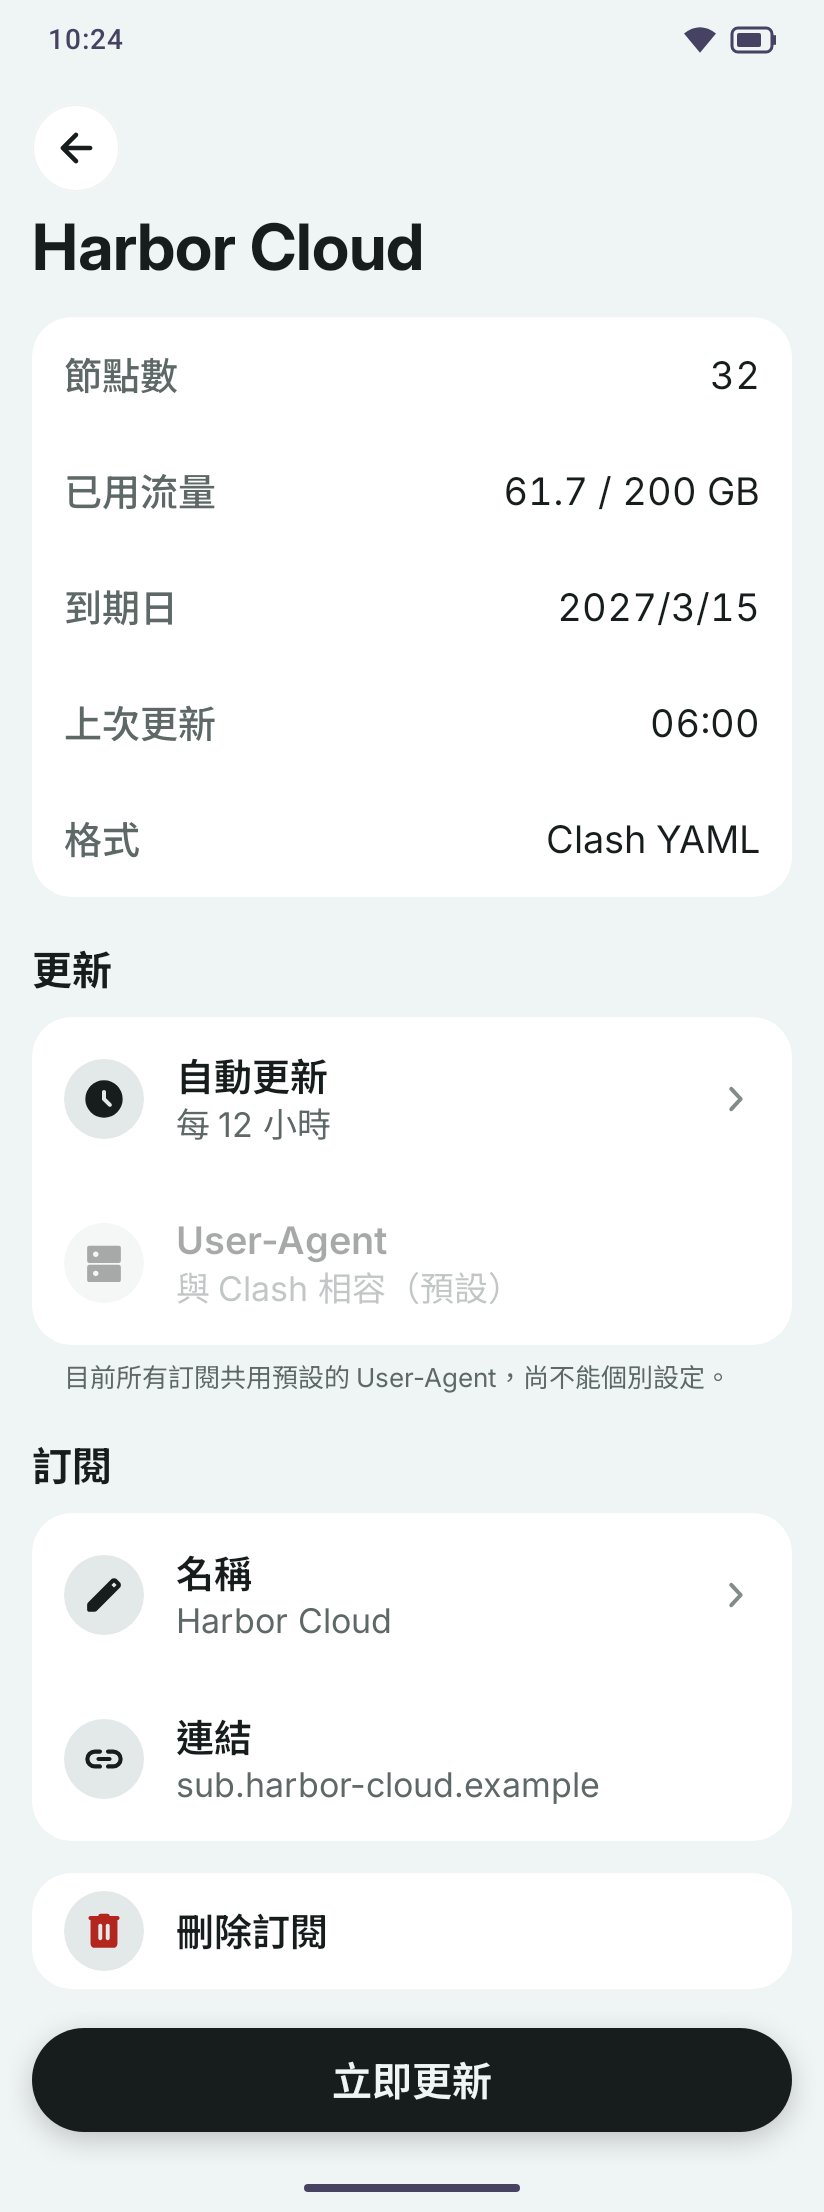 10:24
Harbor Cloud
節點數 32
已用流量 61.7 / 200 GB
到期日 2027/3/15
上次更新 06:00
格式 Clash YAML
更新
自動更新
每 12 小時
User-Agent
與 Clash 相容（預設）
目前所有訂閱共用預設的 User-Agent，尚不能個別設定。
訂閱
名稱
Harbor Cloud
連結
sub.harbor-cloud.example
刪除訂閱
立即更新